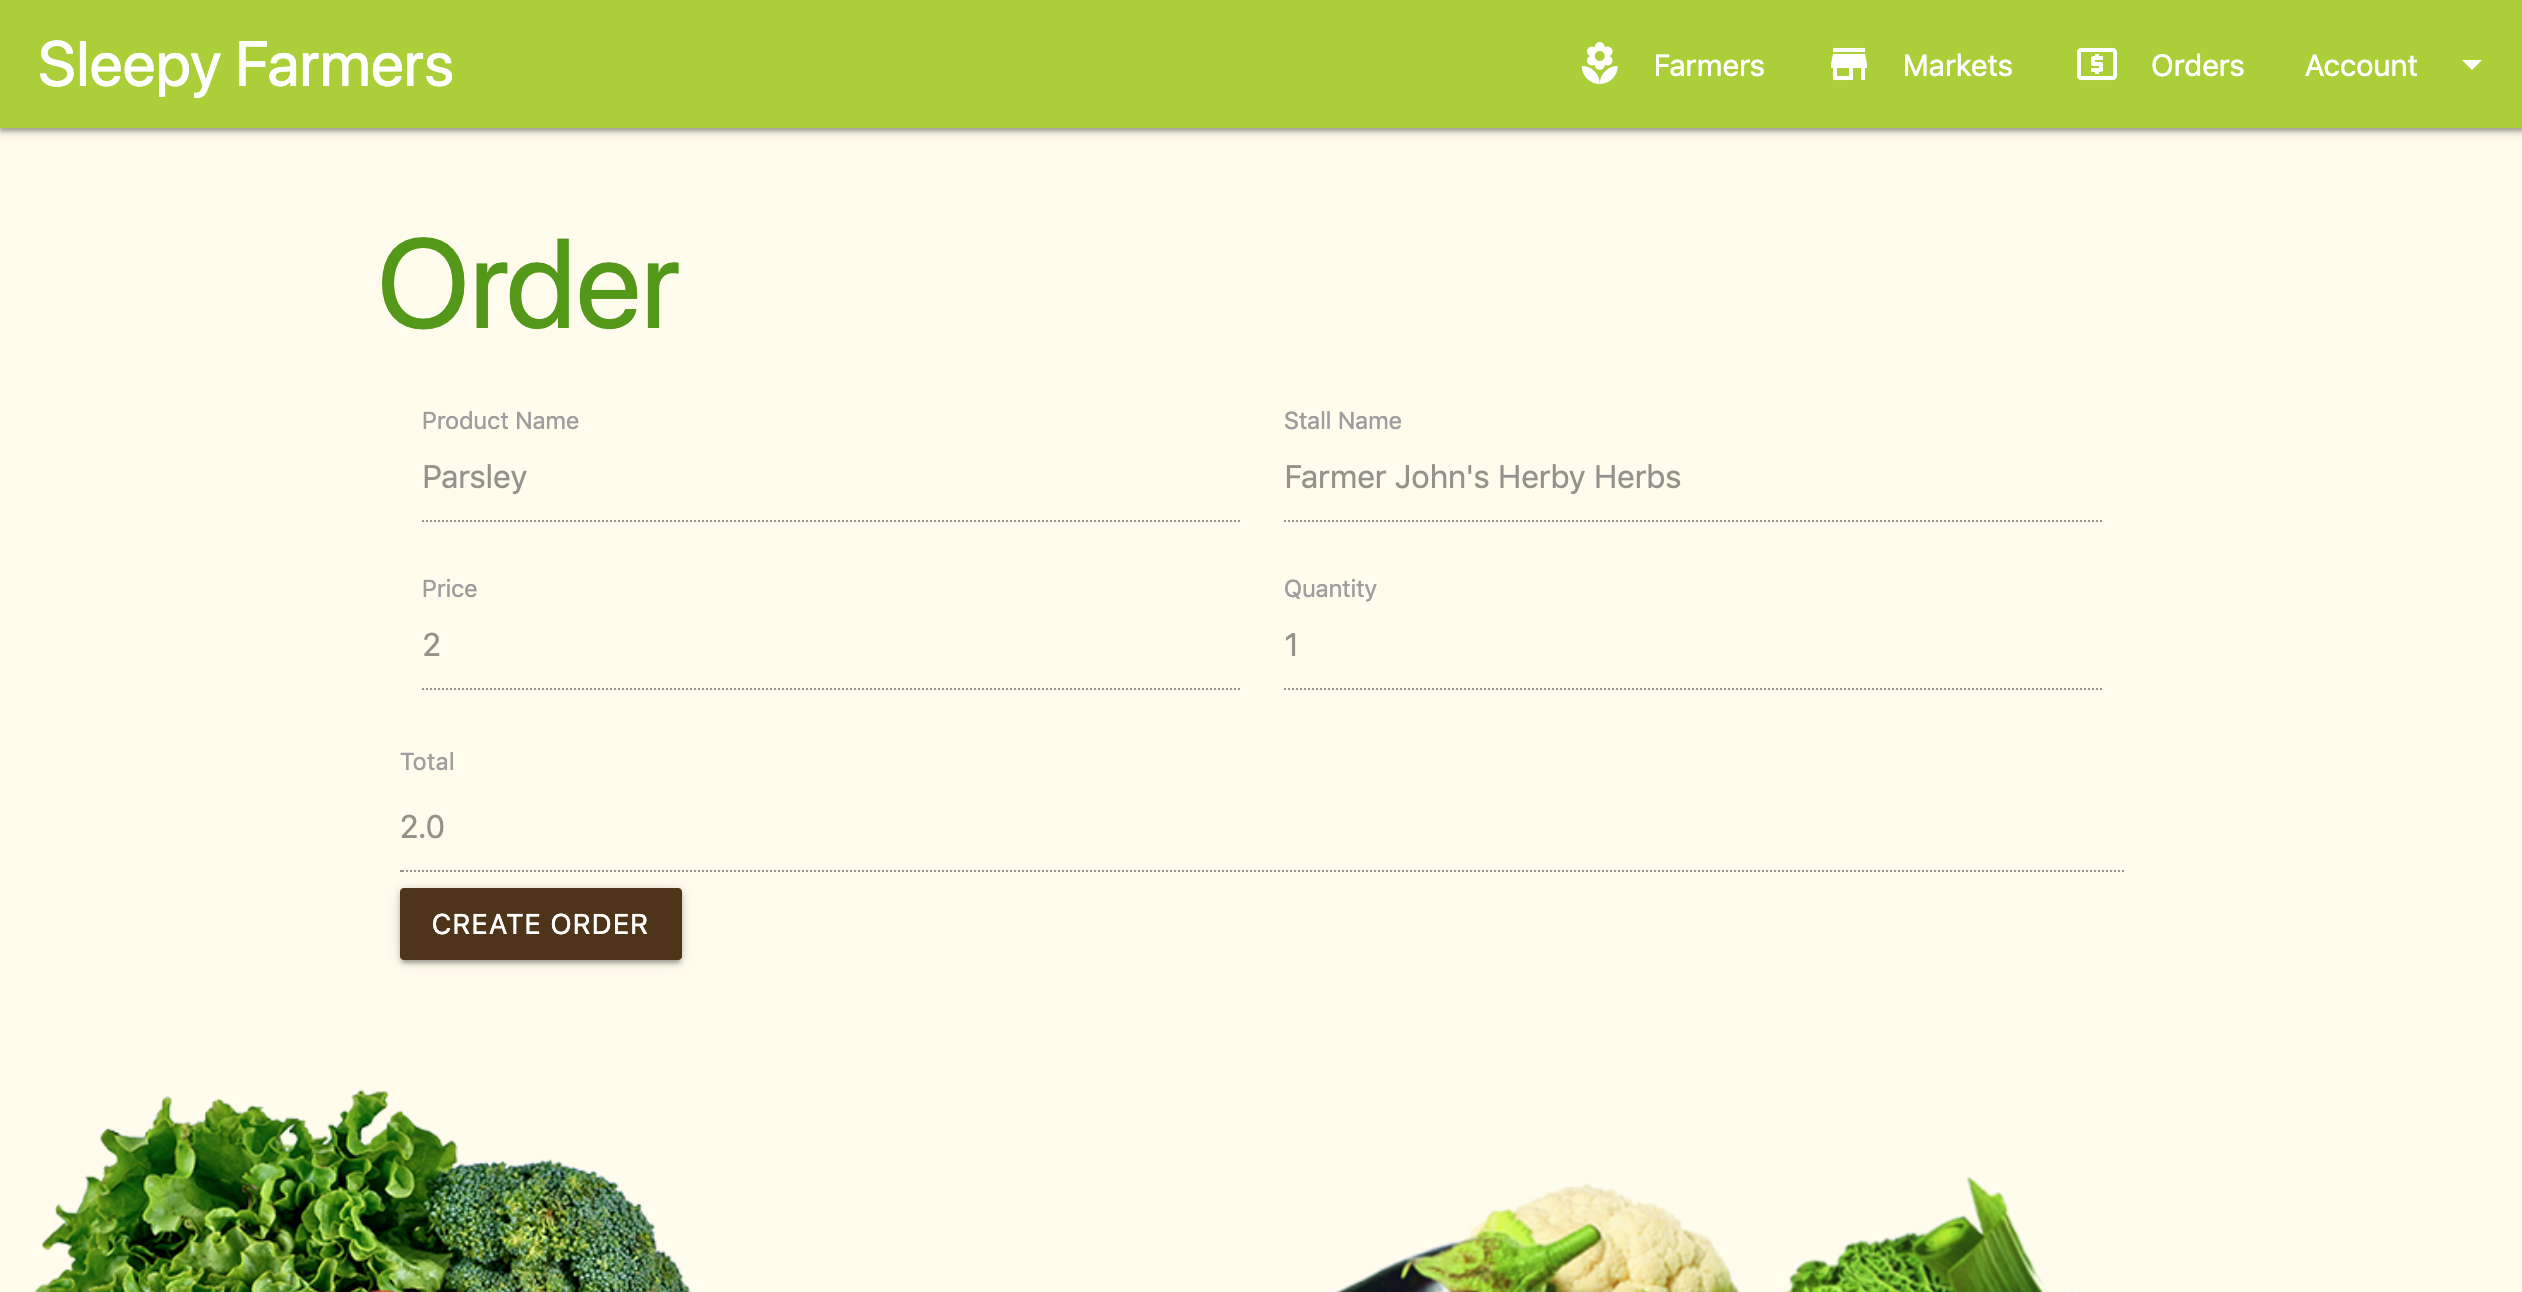 Sleepy Farmers
Farmers
Markets
Orders
Account
Order
Product Name
Parsley
Stall Name
Farmer John's Herby Herbs
Price
2
Quantity
1
Total
2.0
CREATE ORDER